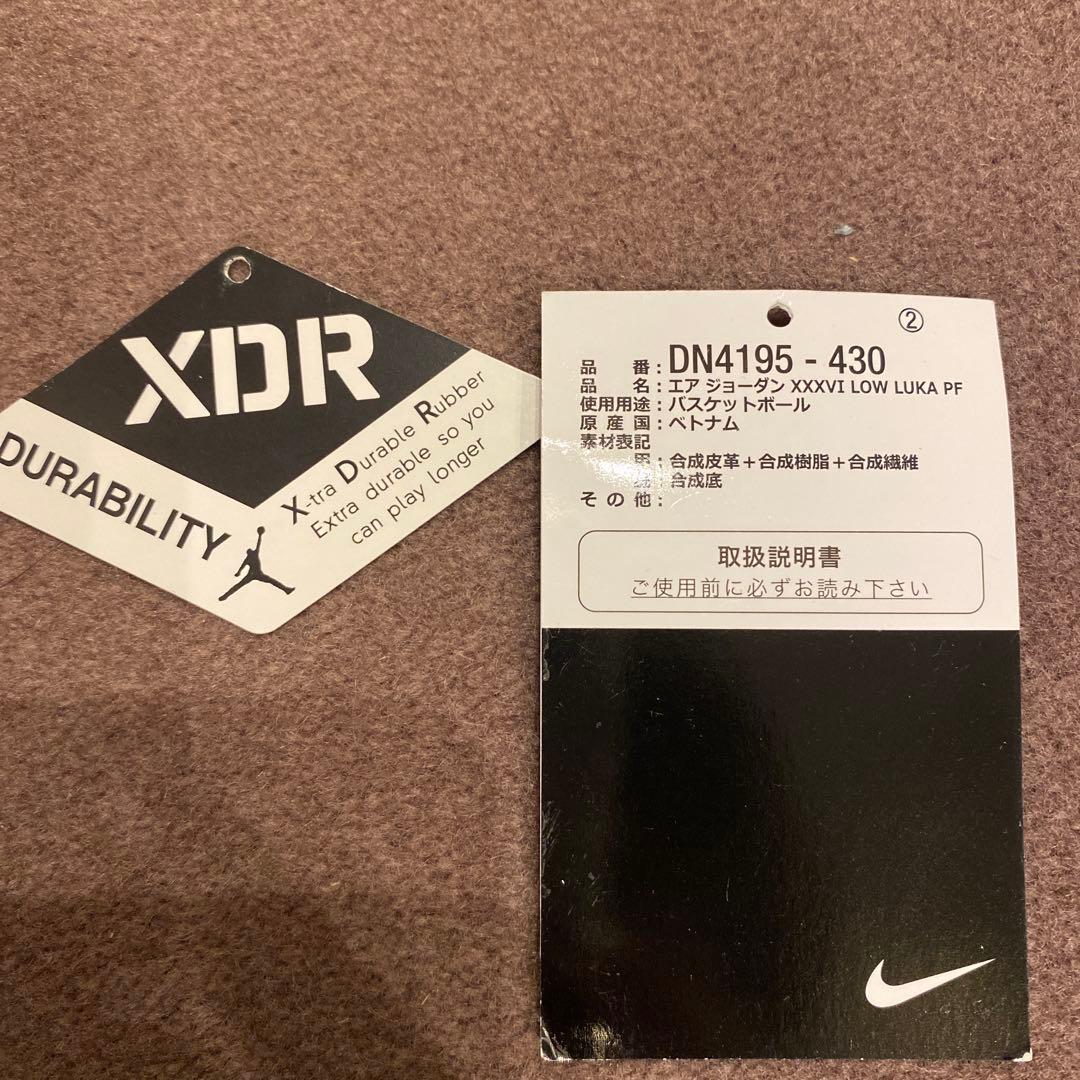 XDR
DURABILITY
X-tra Durable Rubber
Extra durable so you
can play longer
②
品番：DN4195 - 430
品名：エア ジョーダン XXXVI LOW LUKA PF
使用用途：バスケットボール
原産国：ベトナム
素材表記
甲：合成皮革＋合成樹脂＋合成繊維
底：合成底
その他：
取扱説明書
ご使用前に必ずお読み下さい